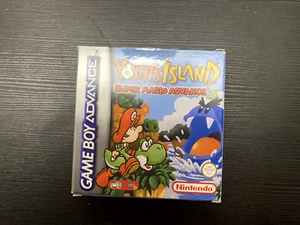 GAME BOY ADVANCE
YOSHI'S ISLAND
SUPER MARIO ADVANCE 3
Nintendo